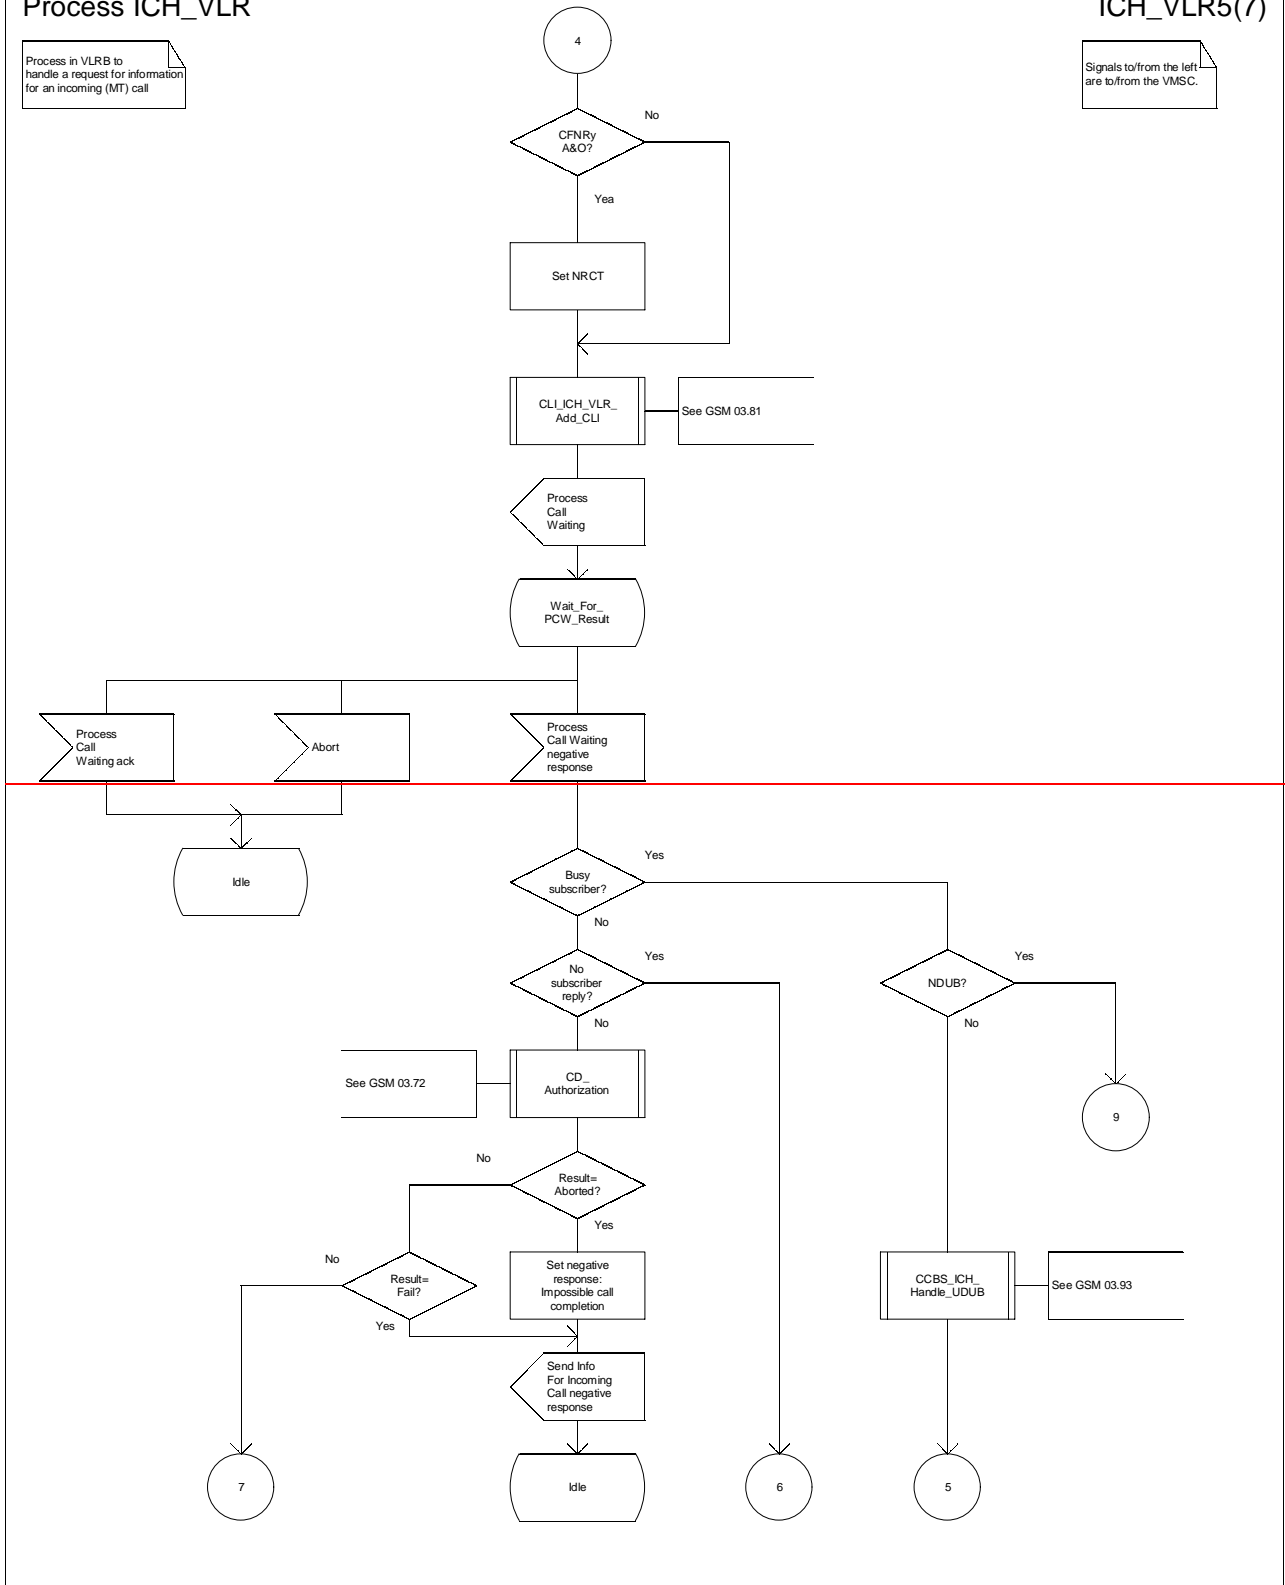 Process ICH_VLR
ICH_VLR5(7)
Process in VLRB to
handle a request for information
for an incoming (MT) call
Signals to/from the left
are to/from the VMSC.
4
CFNRy
A&O?
No
Yea
Set NRCT
CLI_ICH_VLR_
Add_CLI
See GSM 03.81
Process
Call
Waiting
Wait_For_
PCW_Result
Process
Call
Waiting ack
Abort
Process
Call Waiting
negative
response
Idle
Busy
subscriber?
Yes
No
No
subscriber
reply?
Yes
No
NDUB?
Yes
No
See GSM 03.72
CD_
Authorization
9
Result=
Aborted?
No
Yes
Result=
Fail?
No
Yes
Set negative
response:
Impossible call
completion
CCBS_ICH_
Handle_UDUB
See GSM 03.93
Send Info
For Incoming
Call negative
response
7
Idle
6
5